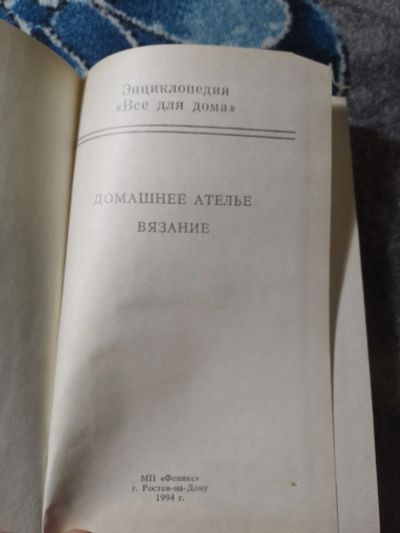 Энциклопедия
«Все для дома»
ДОМАШНЕЕ АТЕЛЬЕ
ВЯЗАНИЕ
МП «Феникс»
г. Ростов-на-Дону
1994 г.